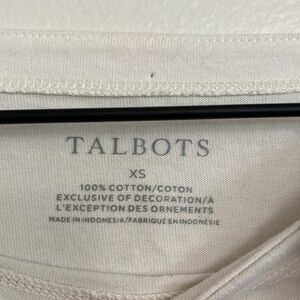 TALBOTS
XS
100% COTTON/COTON
EXCLUSIVE OF DECORATION/À
L'EXCEPTION DES ORNEMENTS
MADE IN INDONESIA/FABRIQUÉ EN INDONÉSIE